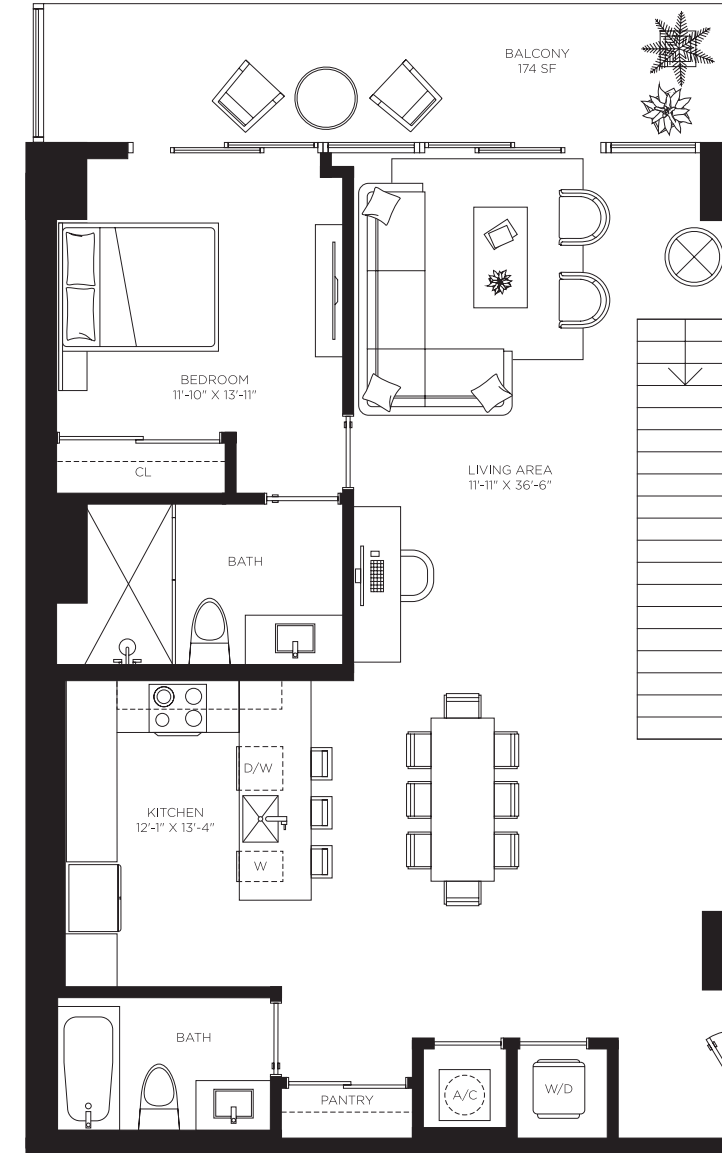 BALCONY
174 SF
BEDROOM
11'-10" X 13'-11"
CL
LIVING AREA
11'-11" X 36'-6"
BATH
D/W
KITCHEN
12'-1" X 13'-4"
W
BATH
PANTRY
A/C
W/D